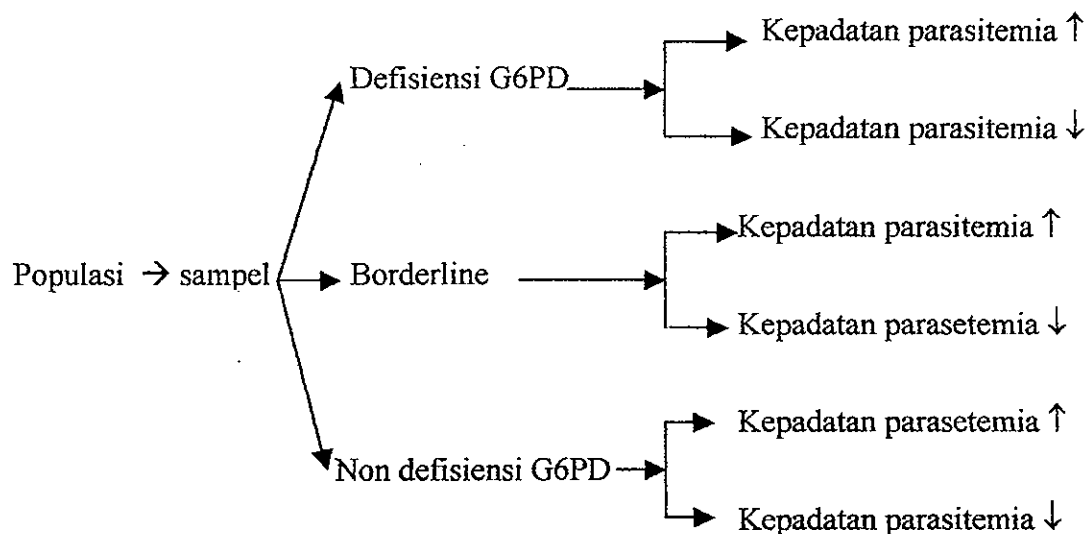 Kepadatan parasitemia ↑
Defisiensi G6PD
Kepadatan parasitemia ↓
Kepadatan parasitemia ↑
Populasi → sampel
Borderline
Kepadatan parasetemia ↓
Kepadatan parasetemia ↑
Non defisiensi G6PD
Kepadatan parasitemia ↓